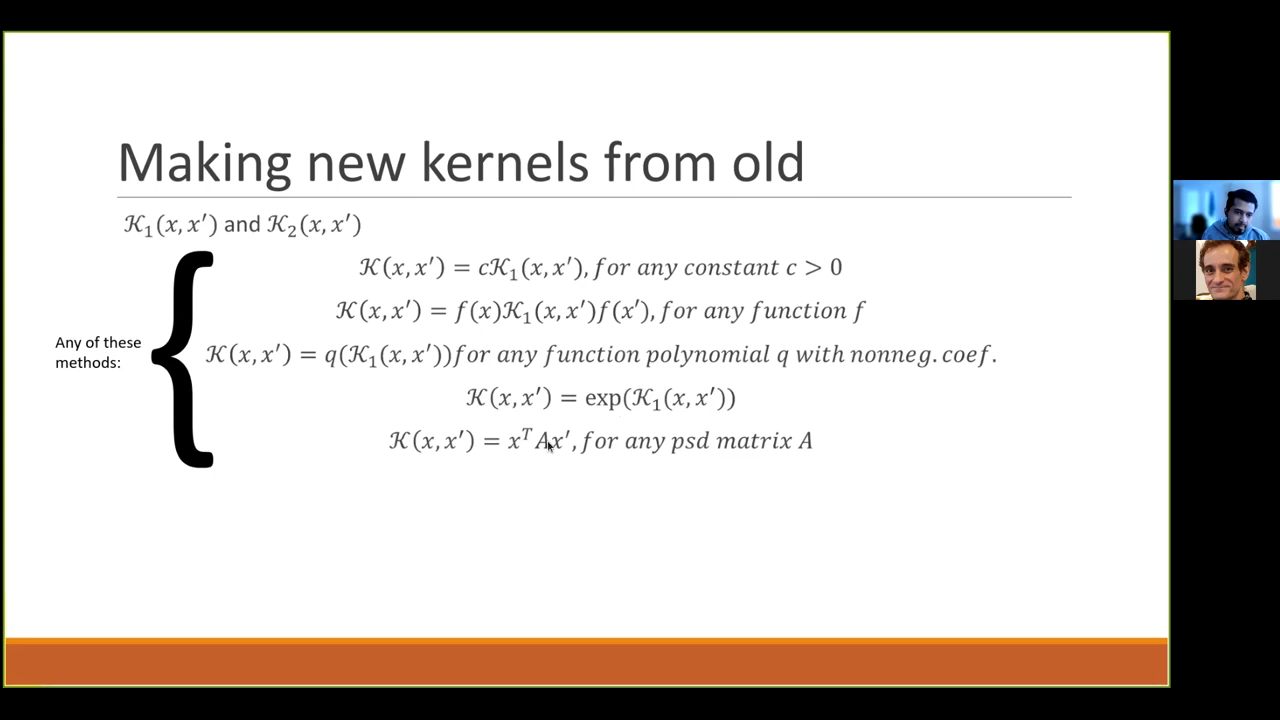 Making new kernels from old
𝒦₁(x, x′) and 𝒦₂(x, x′)
𝒦(x, x′) = c𝒦₁(x, x′), for any constant c > 0
𝒦(x, x′) = f(x)𝒦₁(x, x′)f(x′), for any function f
Any of these
methods:
𝒦(x, x′) = q(𝒦₁(x, x′))for any function polynomial q with nonneg. coef.
𝒦(x, x′) = exp(𝒦₁(x, x′))
𝒦(x, x′) = xᵀAx′, for any psd matrix A